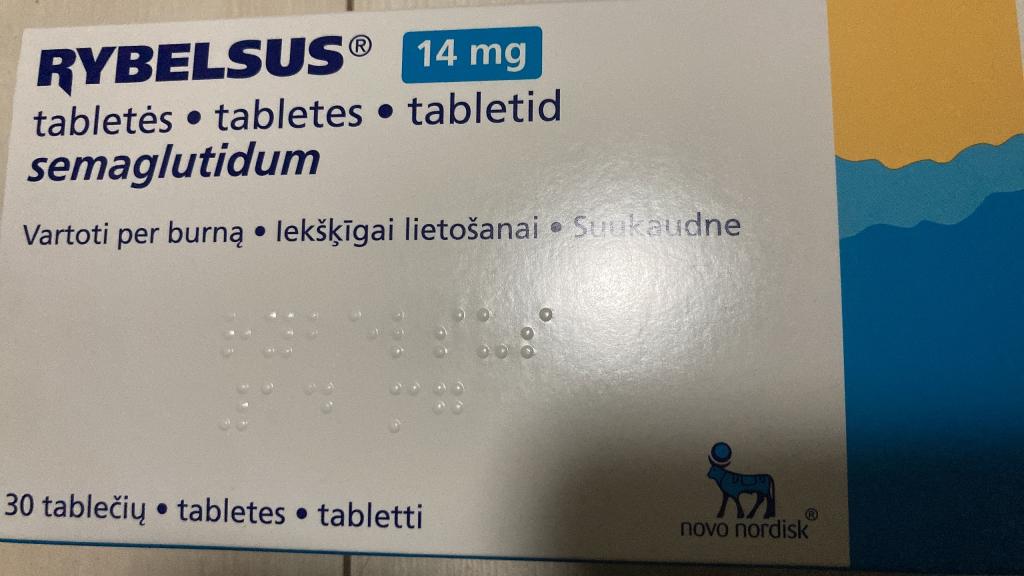 RYBELSUS® 14 mg
tabletės • tabletes • tabletid
semaglutidum
Vartoti per burną • Iekšķīgai lietošanai • Suukaudne
30 tablečių • tabletes • tabletti
novo nordisk®